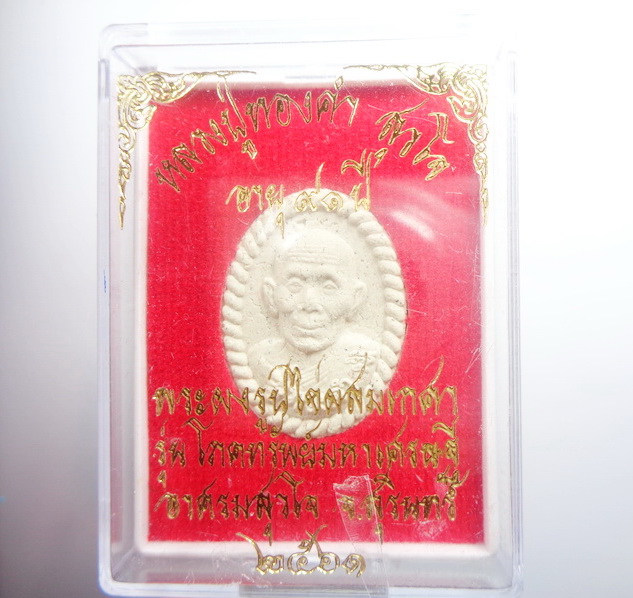 หลวงปู่ทองคำ สุวโจ
อายุ ๙๑ ปี
พระผงรูปไข่ผสมเกศา
รุ่นโภคทรัพย์มหาเศรษฐี
อาศรมสุวโจ จ.สุรินทร์
๒๕๖๑